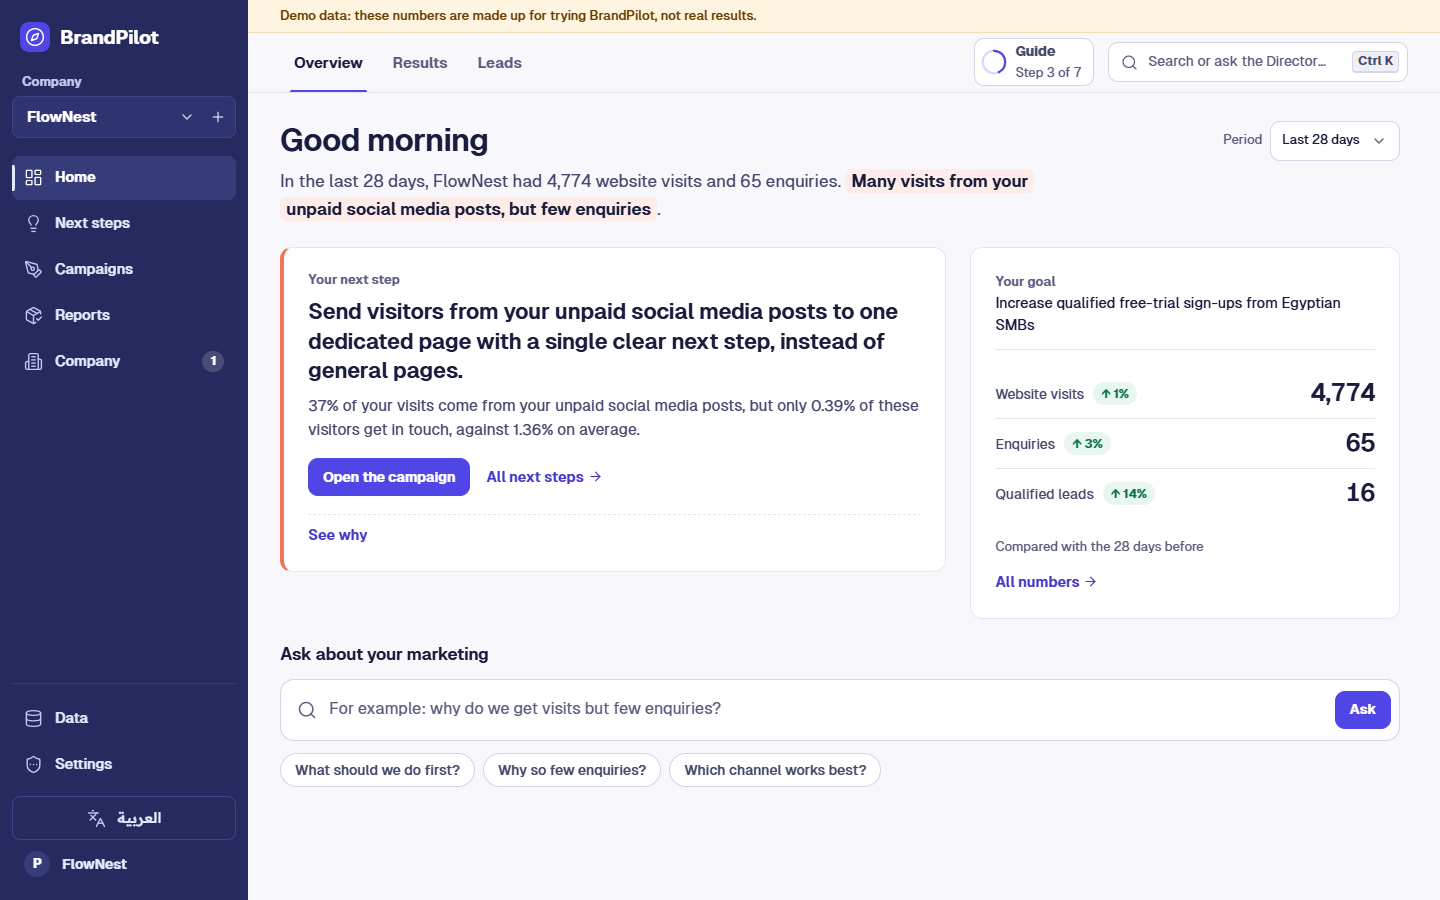 Demo data: these numbers are made up for trying BrandPilot, not real results.
BrandPilot
Company
FlowNest
Home
Next steps
Campaigns
Reports
Company 1
Data
Settings
العربية
P FlowNest
Overview Results Leads
Guide
Step 3 of 7
Search or ask the Director... Ctrl K
Good morning
Period Last 28 days
In the last 28 days, FlowNest had 4,774 website visits and 65 enquiries. Many visits from your
unpaid social media posts, but few enquiries .
Your next step
Send visitors from your unpaid social media posts to one
dedicated page with a single clear next step, instead of
general pages.
37% of your visits come from your unpaid social media posts, but only 0.39% of these
visitors get in touch, against 1.36% on average.
Open the campaign All next steps →
See why
Your goal
Increase qualified free-trial sign-ups from Egyptian
SMBs
Website visits ↑ 1% 4,774
Enquiries ↑ 3% 65
Qualified leads ↑ 14% 16
Compared with the 28 days before
All numbers →
Ask about your marketing
For example: why do we get visits but few enquiries? Ask
What should we do first? Why so few enquiries? Which channel works best?